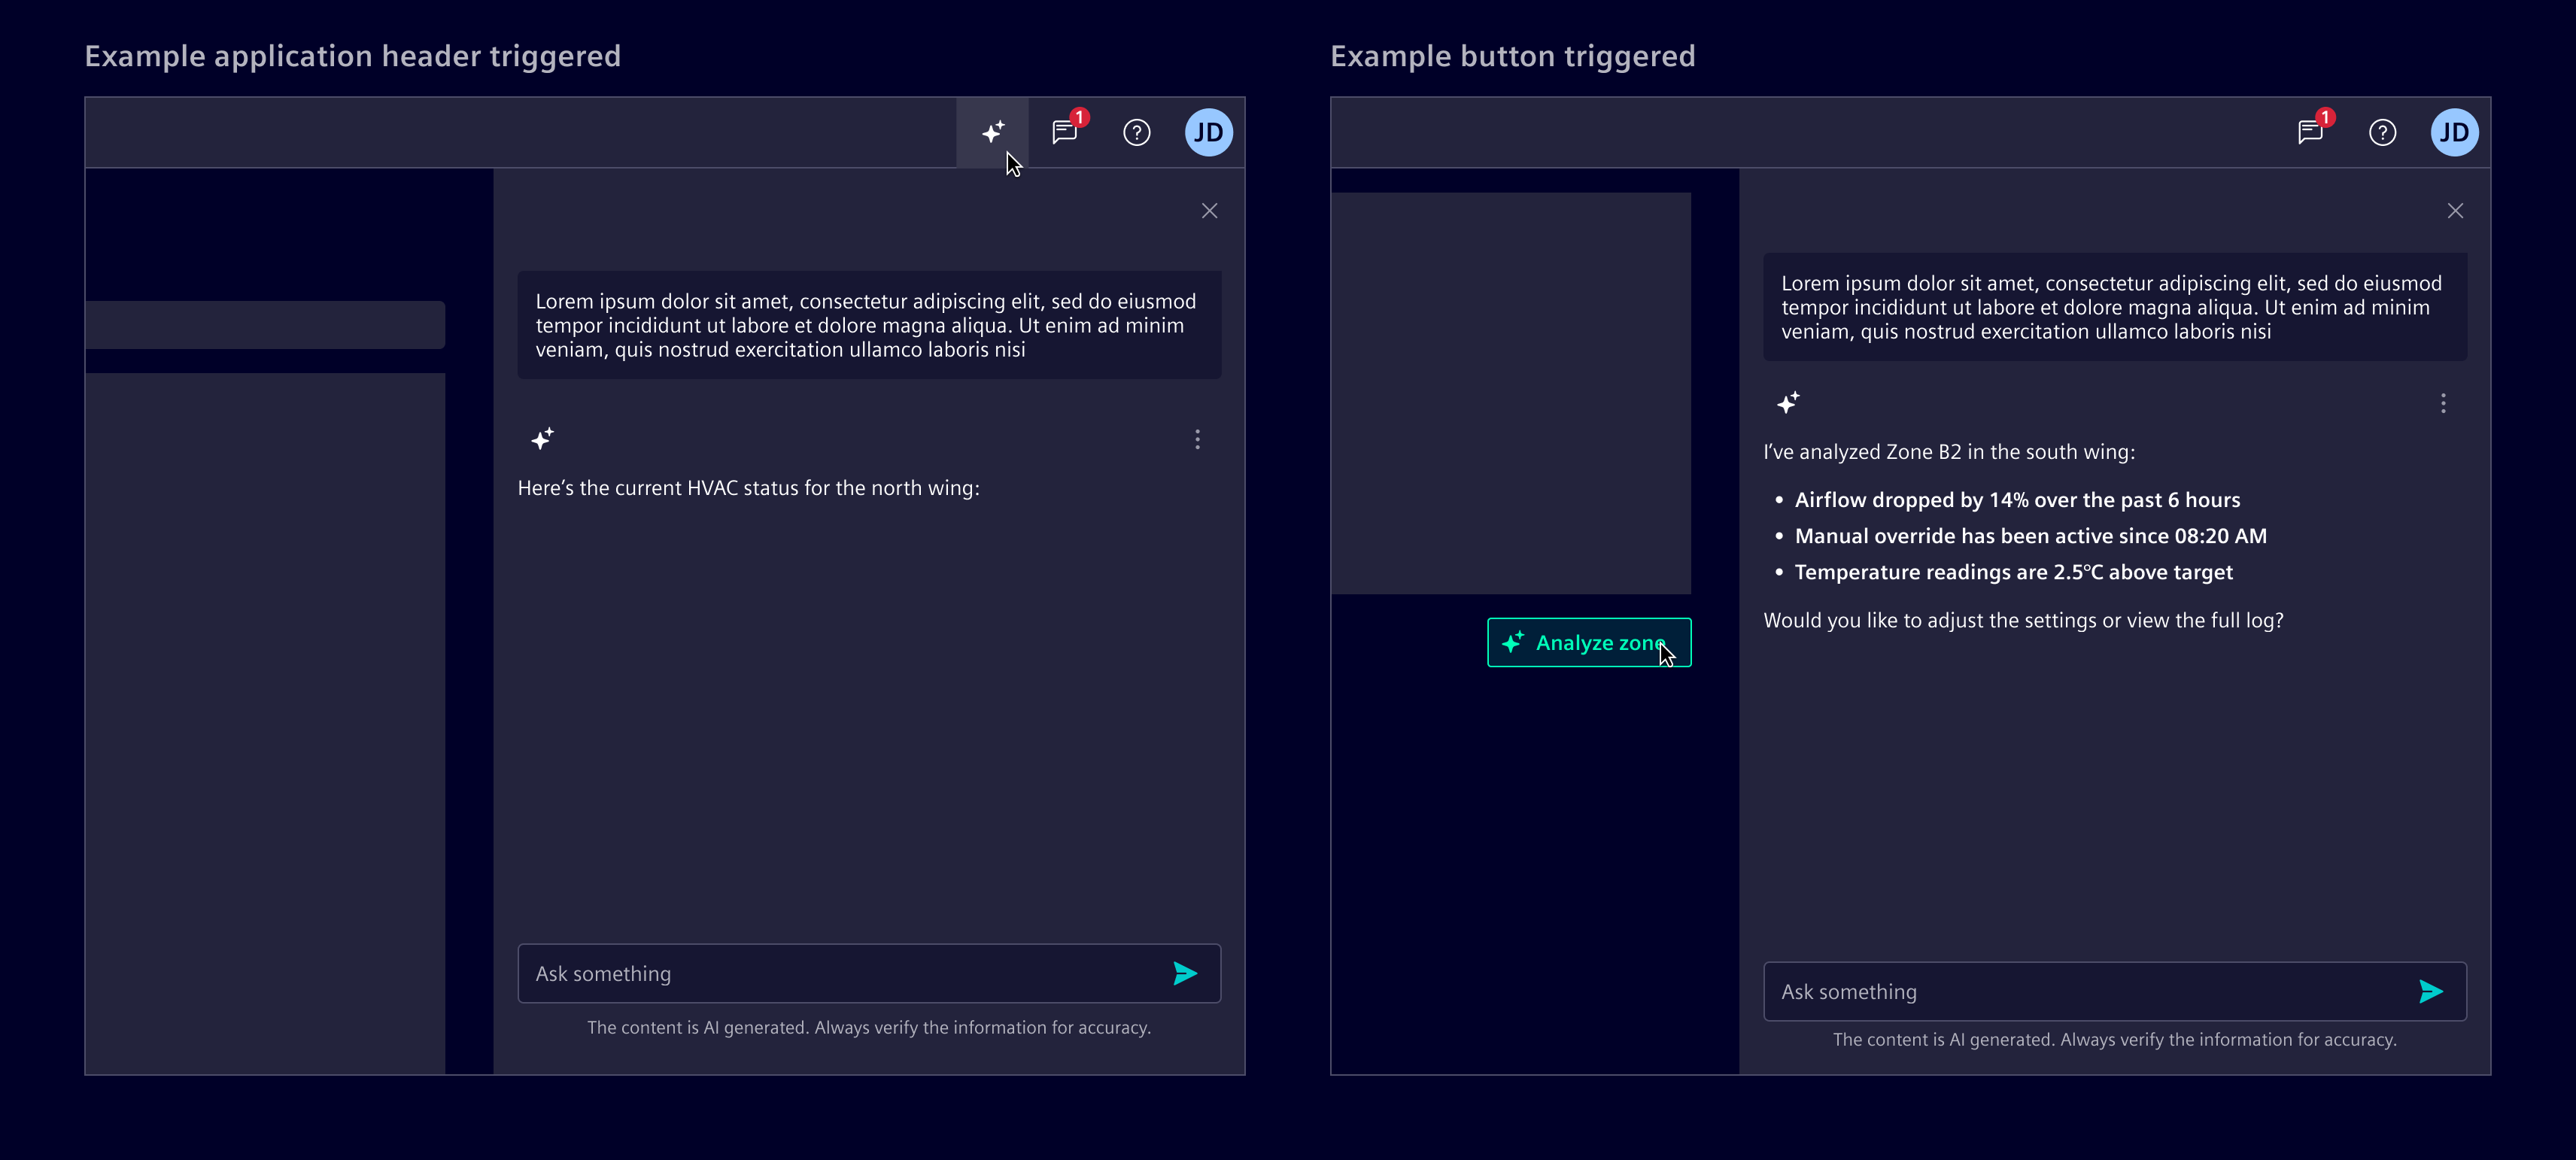 Example application header triggered
1
JD
Lorem ipsum dolor sit amet, consectetur adipiscing elit, sed do eiusmod
tempor incididunt ut labore et dolore magna aliqua. Ut enim ad minim
veniam, quis nostrud exercitation ullamco laboris nisi
Here’s the current HVAC status for the north wing:
Ask something
The content is AI generated. Always verify the information for accuracy.
Example button triggered
1
JD
Analyze zone
Lorem ipsum dolor sit amet, consectetur adipiscing elit, sed do eiusmod
tempor incididunt ut labore et dolore magna aliqua. Ut enim ad minim
veniam, quis nostrud exercitation ullamco laboris nisi
I’ve analyzed Zone B2 in the south wing:
• Airflow dropped by 14% over the past 6 hours
• Manual override has been active since 08:20 AM
• Temperature readings are 2.5°C above target
Would you like to adjust the settings or view the full log?
Ask something
The content is AI generated. Always verify the information for accuracy.